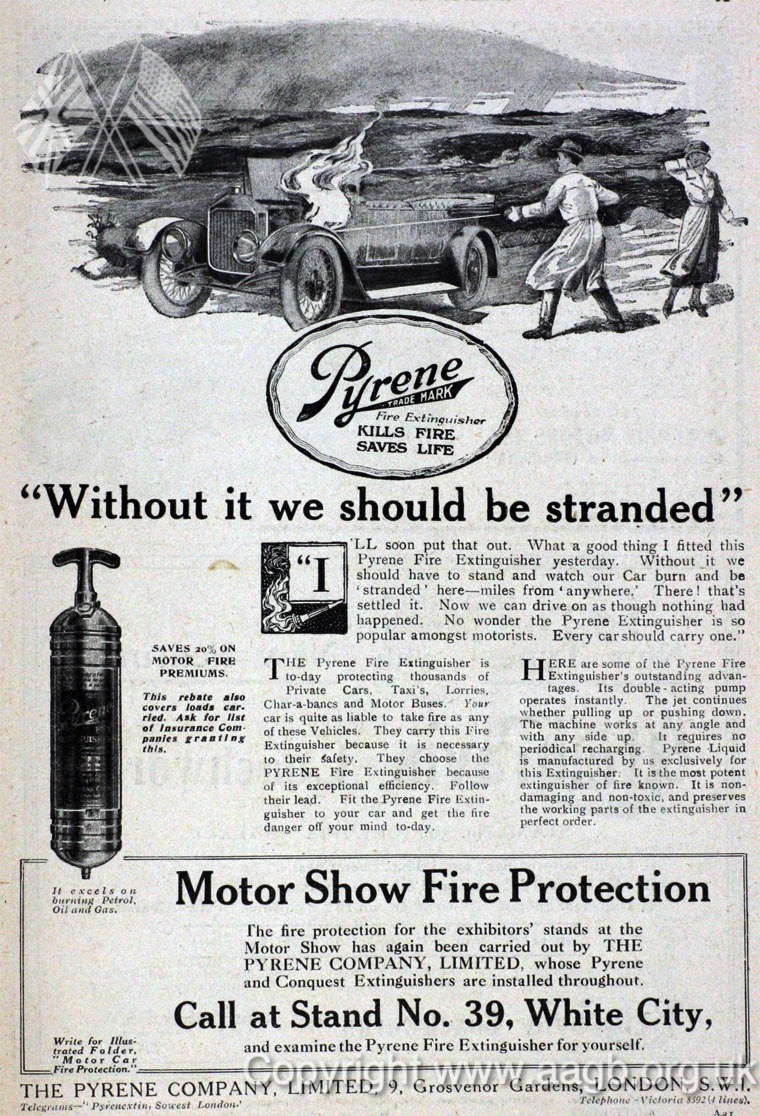 Pyrene
TRADE MARK
Fire Extinguisher
KILLS FIRE
SAVES LIFE
“Without it we should be stranded”
“I’LL soon put that out. What a good thing I fitted this
Pyrene Fire Extinguisher yesterday. Without it we
should have to stand and watch our Car burn and be
‘stranded’ here—miles from ‘anywhere.’ There! that’s
settled it. Now we can drive on as though nothing had
happened. No wonder the Pyrene Extinguisher is so
popular amongst motorists. Every car should carry one.”
SAVES 20% ON
MOTOR FIRE
PREMIUMS.
This rebate also
covers loads car-
ried. Ask for list
of Insurance Com-
panies granting
this.
Pyrene
THE Pyrene Fire Extinguisher is
to-day protecting thousands of
Private Cars, Taxi’s, Lorries,
Char-a-bancs and Motor Buses. Your
car is quite as liable to take fire as any
of these Vehicles. They carry this Fire
Extinguisher because it is necessary
to their safety. They choose the
PYRENE Fire Extinguisher because
of its exceptional efficiency. Follow
their lead. Fit the Pyrene Fire Extin-
guisher to your car and get the fire
danger off your mind to-day.
HERE are some of the Pyrene Fire
Extinguisher’s outstanding advan-
tages. Its double-acting pump
operates instantly. The jet continues
whether pulling up or pushing down.
The machine works at any angle and
with any side up. It requires no
periodical recharging. Pyrene Liquid
is manufactured by us exclusively for
this Extinguisher. It is the most potent
extinguisher of fire known. It is non-
damaging and non-toxic, and preserves
the working parts of the extinguisher in
perfect order.
It excels on
burning Petrol,
Oil and Gas.
Motor Show Fire Protection
The fire protection for the exhibitors’ stands at the
Motor Show has again been carried out by THE
PYRENE COMPANY, LIMITED, whose Pyrene
and Conquest Extinguishers are installed throughout.
Call at Stand No. 39, White City,
and examine the Pyrene Fire Extinguisher for yourself.
Write for Illus-
trated Folder,
“Motor Car
Fire Protection.”
Copyright www.aagb.org.uk
THE PYRENE COMPANY, LIMITED, 9, Grosvenor Gardens, LONDON, S.W.1.
Telegrams—“Pyrenextin, Sowest, London.”
Telephone—Victoria 8592 (4 lines).